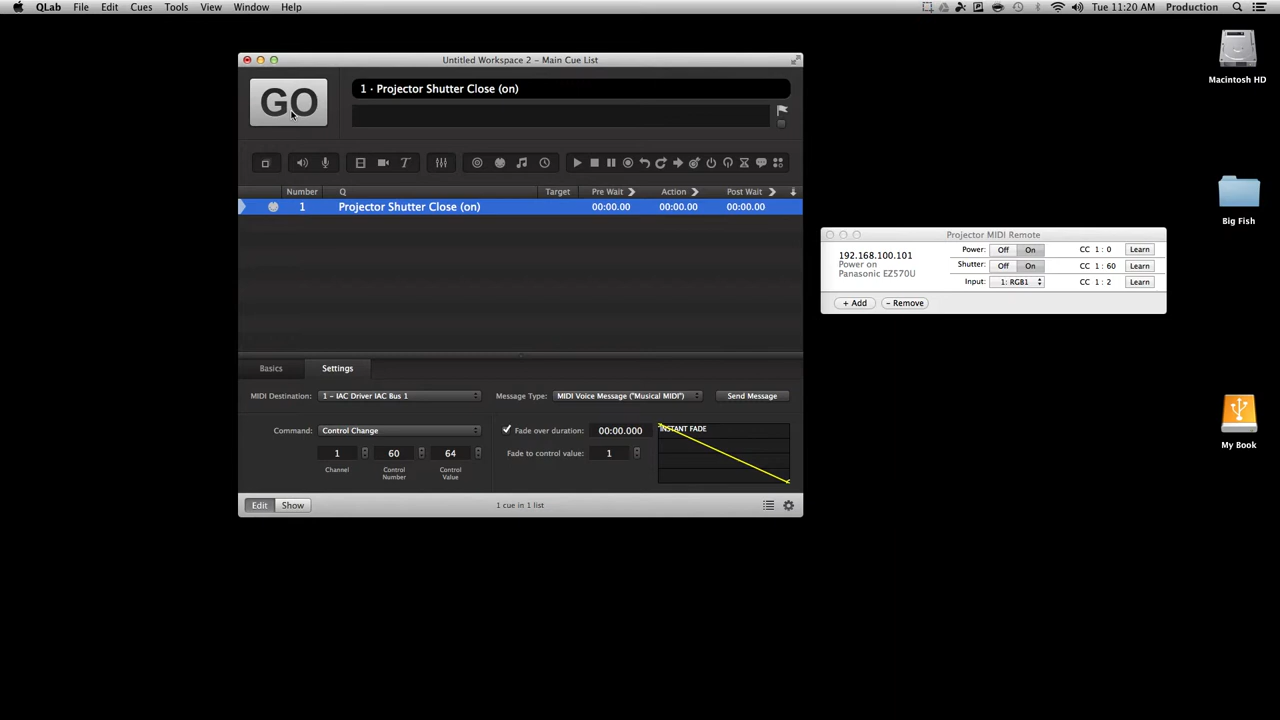 QLab File Edit Cues Tools View Window Help Tue 11:20 AM Production
Untitled Workspace 2 – Main Cue List
GO
1 · Projector Shutter Close (on)
Number Q Target Pre Wait Action Post Wait
1 Projector Shutter Close (on) 00:00.00 00:00.00 00:00.00
Basics Settings
MIDI Destination: 1 – IAC Driver IAC Bus 1 Message Type: MIDI Voice Message ("Musical MIDI") Send Message
Command: Control Change Fade over duration: 00:00.000 INSTANT FADE
1 60 64 Fade to control value: 1
Channel Control Number Control Value
Edit Show 1 cue in 1 list
Projector MIDI Remote
192.168.100.101
Power on
Panasonic EZ570U
Power: Off On CC 1 : 0 Learn
Shutter: Off On CC 1 : 60 Learn
Input: 1: RGB1 CC 1 : 2 Learn
+ Add - Remove
Macintosh HD
Big Fish
My Book